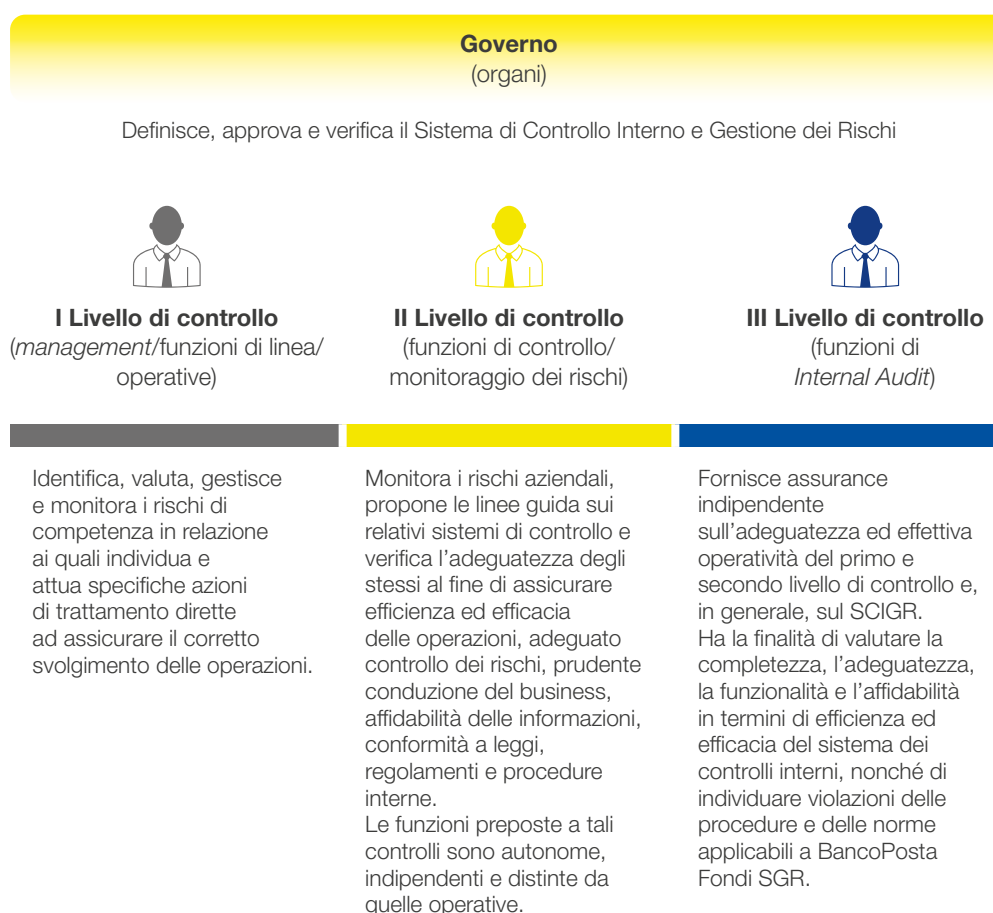 Governo
(organi)
Definisce, approva e verifica il Sistema di Controllo Interno e Gestione dei Rischi
I Livello di controllo
(management/funzioni di linea/
operative)
II Livello di controllo
(funzioni di controllo/
monitoraggio dei rischi)
III Livello di controllo
(funzioni di
Internal Audit)
Identifica, valuta, gestisce
e monitora i rischi di
competenza in relazione
ai quali individua e
attua specifiche azioni
di trattamento dirette
ad assicurare il corretto
svolgimento delle operazioni.
Monitora i rischi aziendali,
propone le linee guida sui
relativi sistemi di controllo e
verifica l'adeguatezza degli
stessi al fine di assicurare
efficienza ed efficacia
delle operazioni, adeguato
controllo dei rischi, prudente
conduzione del business,
affidabilità delle informazioni,
conformità a leggi,
regolamenti e procedure
interne.
Le funzioni preposte a tali
controlli sono autonome,
indipendenti e distinte da
quelle operative.
Fornisce assurance
indipendente
sull'adeguatezza ed effettiva
operatività del primo e
secondo livello di controllo e,
in generale, sul SCIGR.
Ha la finalità di valutare la
completezza, l'adeguatezza,
la funzionalità e l'affidabilità
in termini di efficienza ed
efficacia del sistema dei
controlli interni, nonché di
individuare violazioni delle
procedure e delle norme
applicabili a BancoPosta
Fondi SGR.